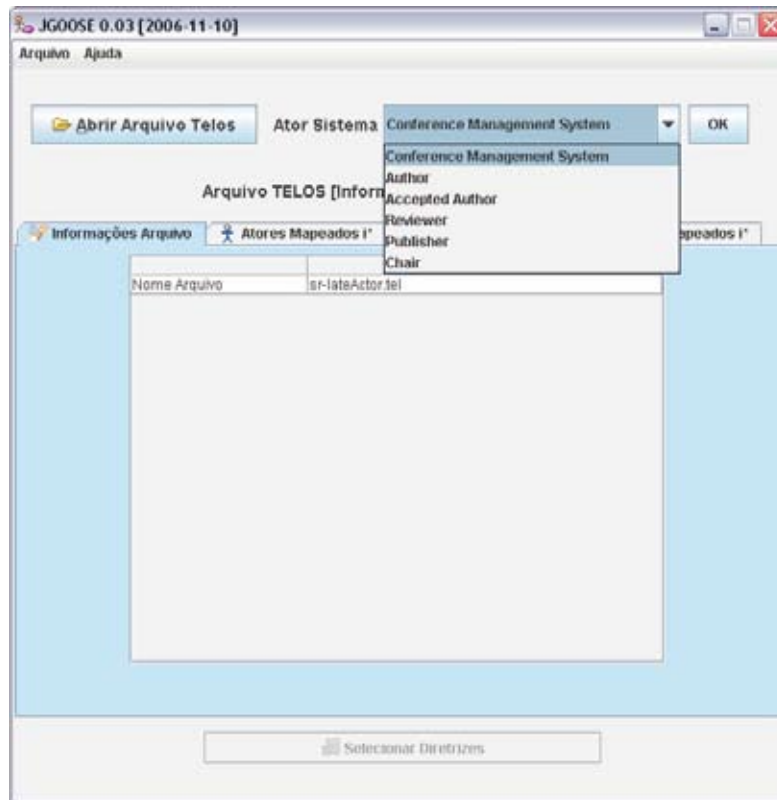 JGOOSE 0.03 [2006-11-10]
Arquivo Ajuda
Abrir Arquivo Telos Ator Sistema Conference Management System OK
Conference Management System
Author
Arquivo TELOS [Inform
Accepted Author
Reviewer
Informações Arquivo Atores Mapeados i* apeados i*
Publisher
Chair
Nome Arquivo sr-lateActor.tel
Selecionar Diretrizes